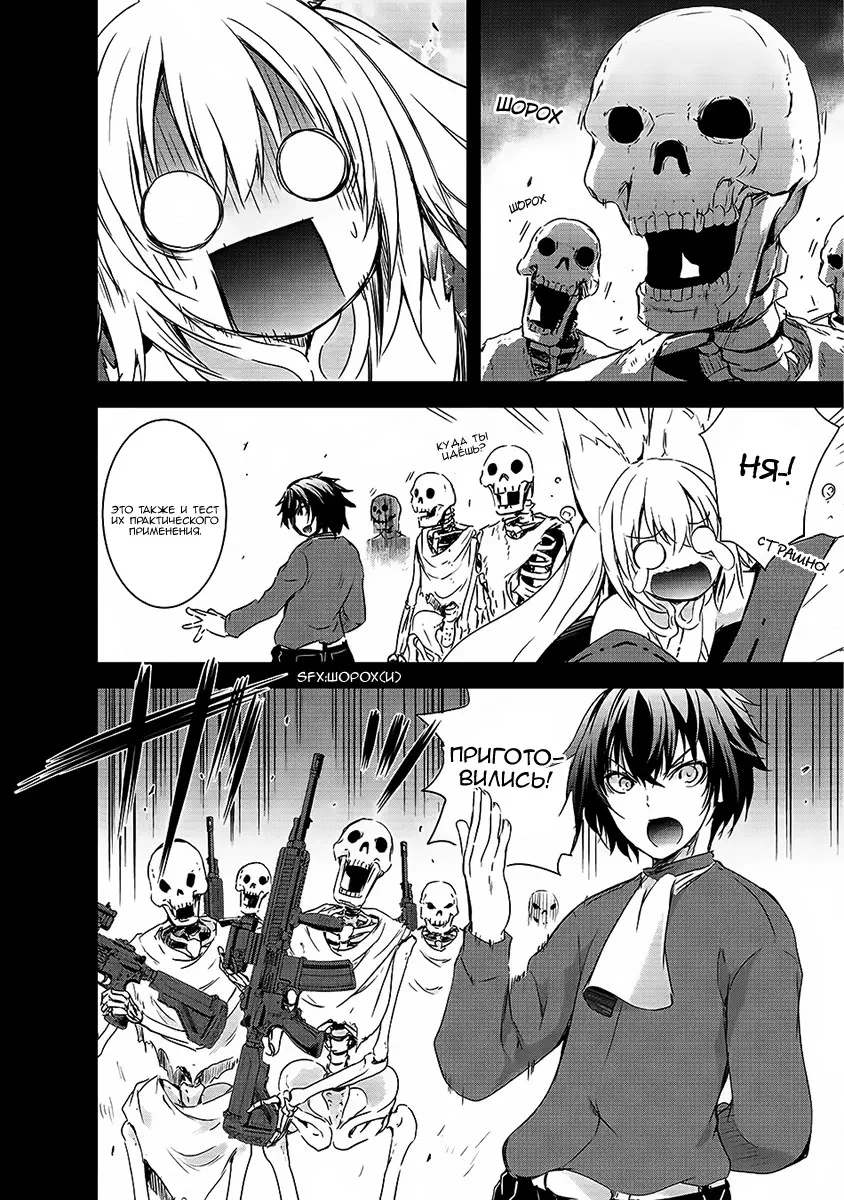 ШОРОХ
ШОРОХ
НЯ-!
СТРАШНО!
КУДА ТЫ
ИДЁШЬ?
ЭТО ТАКЖЕ И ТЕСТ
ИХ ПРАКТИЧЕСКОГО
ПРИМЕНЕНИЯ.
SFX:ШОРОХ(И)
ПРИГОТО-
ВИЛИСЬ!